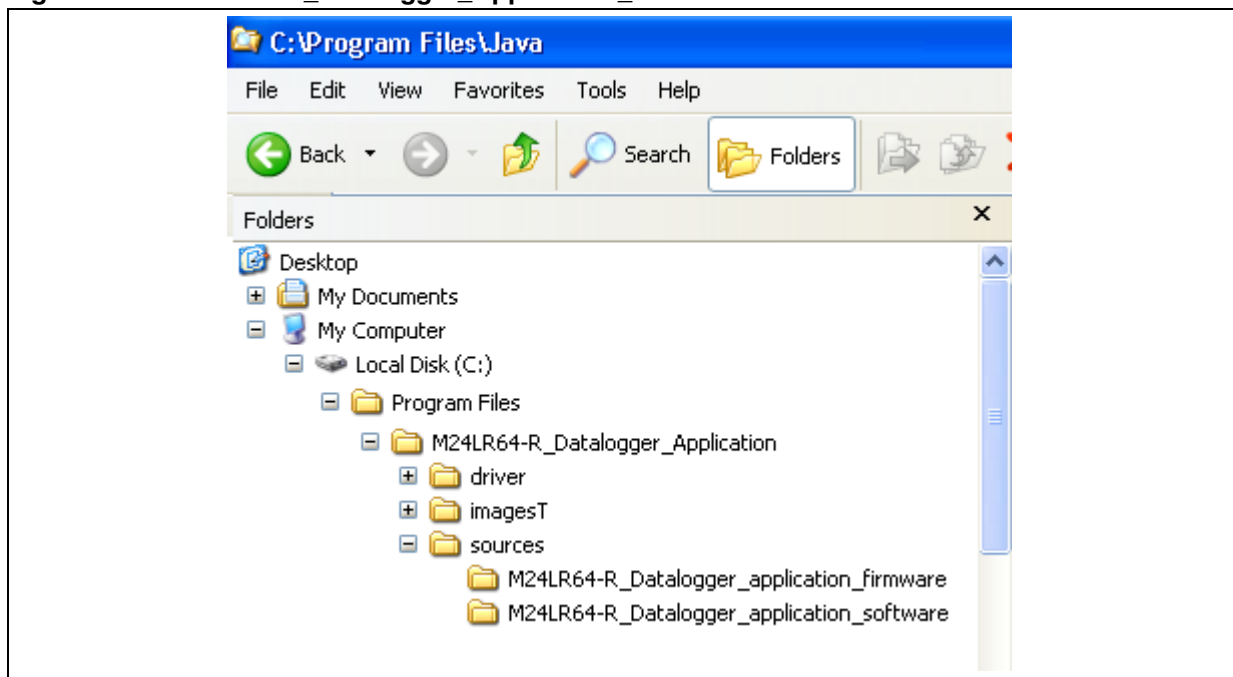 C:\Program Files\Java
File Edit View Favorites Tools Help
Back Search Folders
Folders
Desktop
My Documents
My Computer
Local Disk (C:)
Program Files
M24LR64-R_Datalogger_Application
driver
imagesT
sources
M24LR64-R_Datalogger_application_firmware
M24LR64-R_Datalogger_application_software